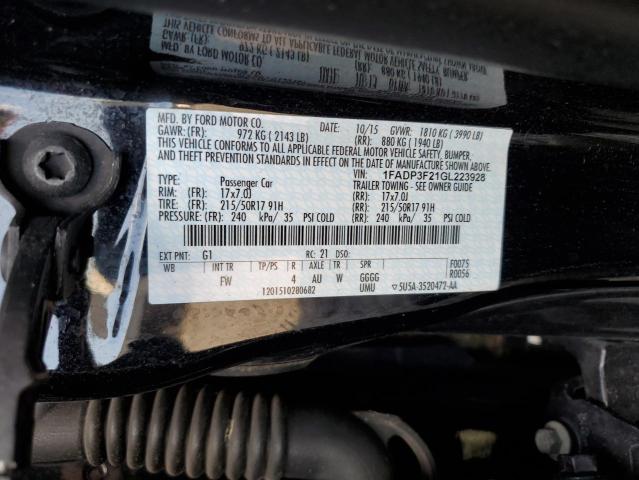 MFD. BY FORD MOTOR CO. DATE: 10/15 GVWR: 1810 KG ( 3990 LB)
GAWR: (FR): 972 KG ( 2143 LB) (RR): 880 KG ( 1940 LB)
THIS VEHICLE CONFORMS TO ALL APPLICABLE FEDERAL MOTOR VEHICLE SAFETY, BUMPER,
AND THEFT PREVENTION STANDARDS IN EFFECT ON THE DATE OF MANUFACTURE SHOWN ABOVE.
VIN: 1FADP3F21GL223928
TYPE: Passenger Car TRAILER TOWING - SEE OWNER GUIDE
RIM: (FR): 17x7.0J (RR): 17x7.0J
TIRE: (FR): 215/50R17 91H (RR): 215/50R17 91H
PRESSURE: (FR) 240 kPa/ 35 PSI COLD (RR): 240 kPa/ 35 PSI COLD
EXT PNT: G1 RC: 21 DSO: F0075
WB INT TR TP/PS R AXLE TR SPR R0056
FW 4 AU W GGGG
1201510280682 UMU 5U5A-3520472-AA